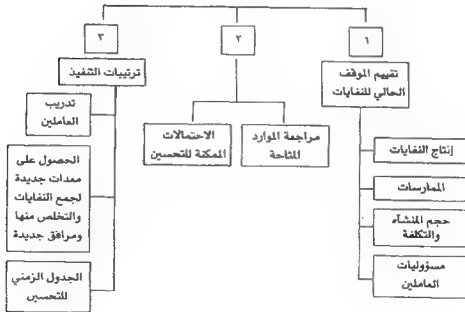 ١
تقييم الموقف
الحالي للنفايات
إنتاج النفايات
الممارسات
حجم المنشآه
والتكلفة
مسؤوليات
العاملين
٢
مراجعة الموارد
المتاحة
الاحتمالات
الممكنة للتحسين
٣
ترتيبات التنفيذ
تدريب
العاملين
الحصول على
معدات جديدة
لجمع النفايات
والتخلص منها
ومرافق جديدة
الجدول الزمني
للتحسين